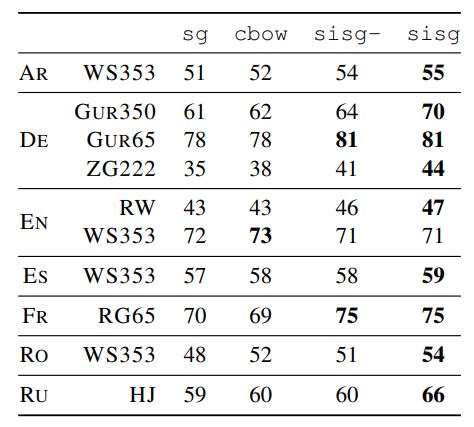 sg cbow sisg- sisg
AR WS353 51 52 54 55
GUR350 61 62 64 70
DE GUR65 78 78 81 81
ZG222 35 38 41 44
EN RW 43 43 46 47
WS353 72 73 71 71
ES WS353 57 58 58 59
FR RG65 70 69 75 75
RO WS353 48 52 51 54
RU HJ 59 60 60 66